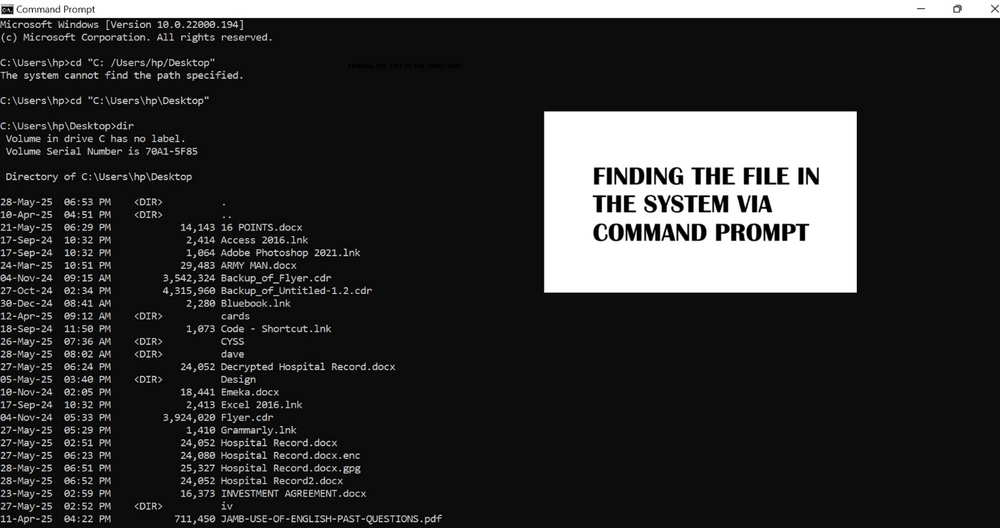 Command Prompt
Microsoft Windows [Version 10.0.22000.194]
(c) Microsoft Corporation. All rights reserved.
C:\Users\hp>cd "C: /Users/hp/Desktop"
FINDING THE FILE IN THE DIRECTORY
The system cannot find the path specified.
C:\Users\hp>cd "C:\Users\hp\Desktop"
C:\Users\hp\Desktop>dir
Volume in drive C has no label.
Volume Serial Number is 70A1-5F85
Directory of C:\Users\hp\Desktop
28-May-25 06:53 PM <DIR> .
10-Apr-25 04:51 PM <DIR> ..
21-May-25 06:29 PM 14,143 16 POINTS.docx
17-Sep-24 10:32 PM 2,414 Access 2016.lnk
17-Sep-24 10:32 PM 1,064 Adobe Photoshop 2021.lnk
24-Mar-25 10:51 PM 29,483 ARMY MAN.docx
04-Nov-24 09:15 AM 3,542,324 Backup_of_Flyer.cdr
27-Oct-24 02:34 PM 4,315,960 Backup_of_Untitled-1.2.cdr
30-Dec-24 08:41 AM 2,280 Bluebook.lnk
12-Apr-25 09:12 AM <DIR> cards
18-Sep-24 11:50 PM 1,073 Code - Shortcut.lnk
26-May-25 07:36 AM <DIR> CYSS
28-May-25 08:02 AM <DIR> dave
27-May-25 06:24 PM 24,052 Decrypted Hospital Record.docx
05-May-25 03:40 PM <DIR> Design
10-Nov-24 02:05 PM 18,441 Emeka.docx
17-Sep-24 10:32 PM 2,413 Excel 2016.lnk
04-Nov-24 05:33 PM 3,924,020 Flyer.cdr
27-May-25 05:29 PM 1,410 Grammarly.lnk
27-May-25 02:51 PM 24,052 Hospital Record.docx
27-May-25 06:23 PM 24,080 Hospital Record.docx.enc
28-May-25 06:51 PM 25,327 Hospital Record.docx.gpg
28-May-25 06:52 PM 24,052 Hospital Record2.docx
23-May-25 02:59 PM 16,373 INVESTMENT AGREEMENT.docx
27-May-25 02:52 PM <DIR> iv
11-Apr-25 04:22 PM 711,450 JAMB-USE-OF-ENGLISH-PAST-QUESTIONS.pdf
FINDING THE FILE IN
THE SYSTEM VIA
COMMAND PROMPT